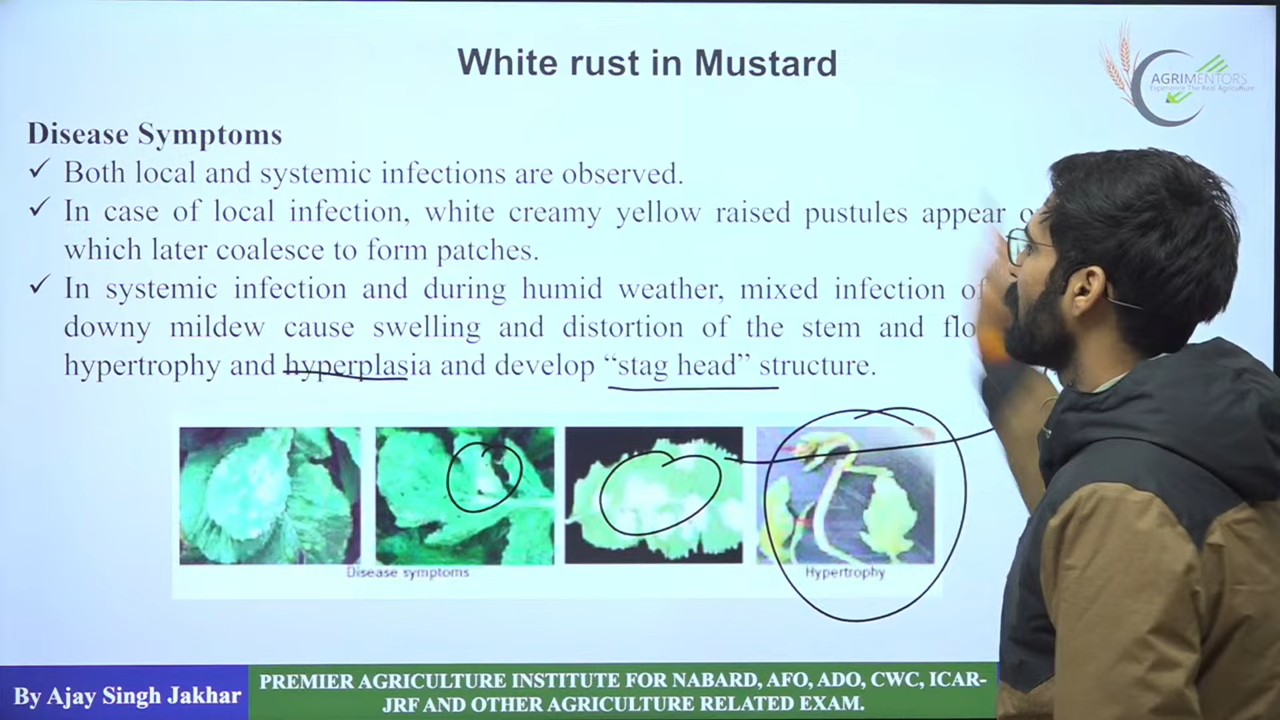 White rust in Mustard
AGRIMENTORS
Experience The Real Agriculture
Disease Symptoms
✓ Both local and systemic infections are observed.
✓ In case of local infection, white creamy yellow raised pustules appear
which later coalesce to form patches.
✓ In systemic infection and during humid weather, mixed infection
downy mildew cause swelling and distortion of the stem and
hypertrophy and hyperplasia and develop “stag head” structure.
Disease symptoms
Hypertrophy
By Ajay Singh Jakhar
PREMIER AGRICULTURE INSTITUTE FOR NABARD, AFO, ADO, CWC, ICAR-
JRF AND OTHER AGRICULTURE RELATED EXAM.